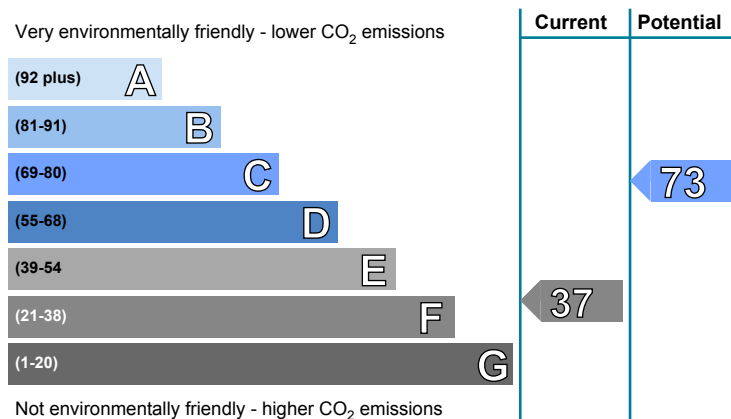 Very environmentally friendly - lower CO₂ emissions
Current
Potential
(92 plus) A
(81-91) B
(69-80) C
73
(55-68) D
(39-54 E
(21-38) F
37
(1-20) G
Not environmentally friendly - higher CO₂ emissions